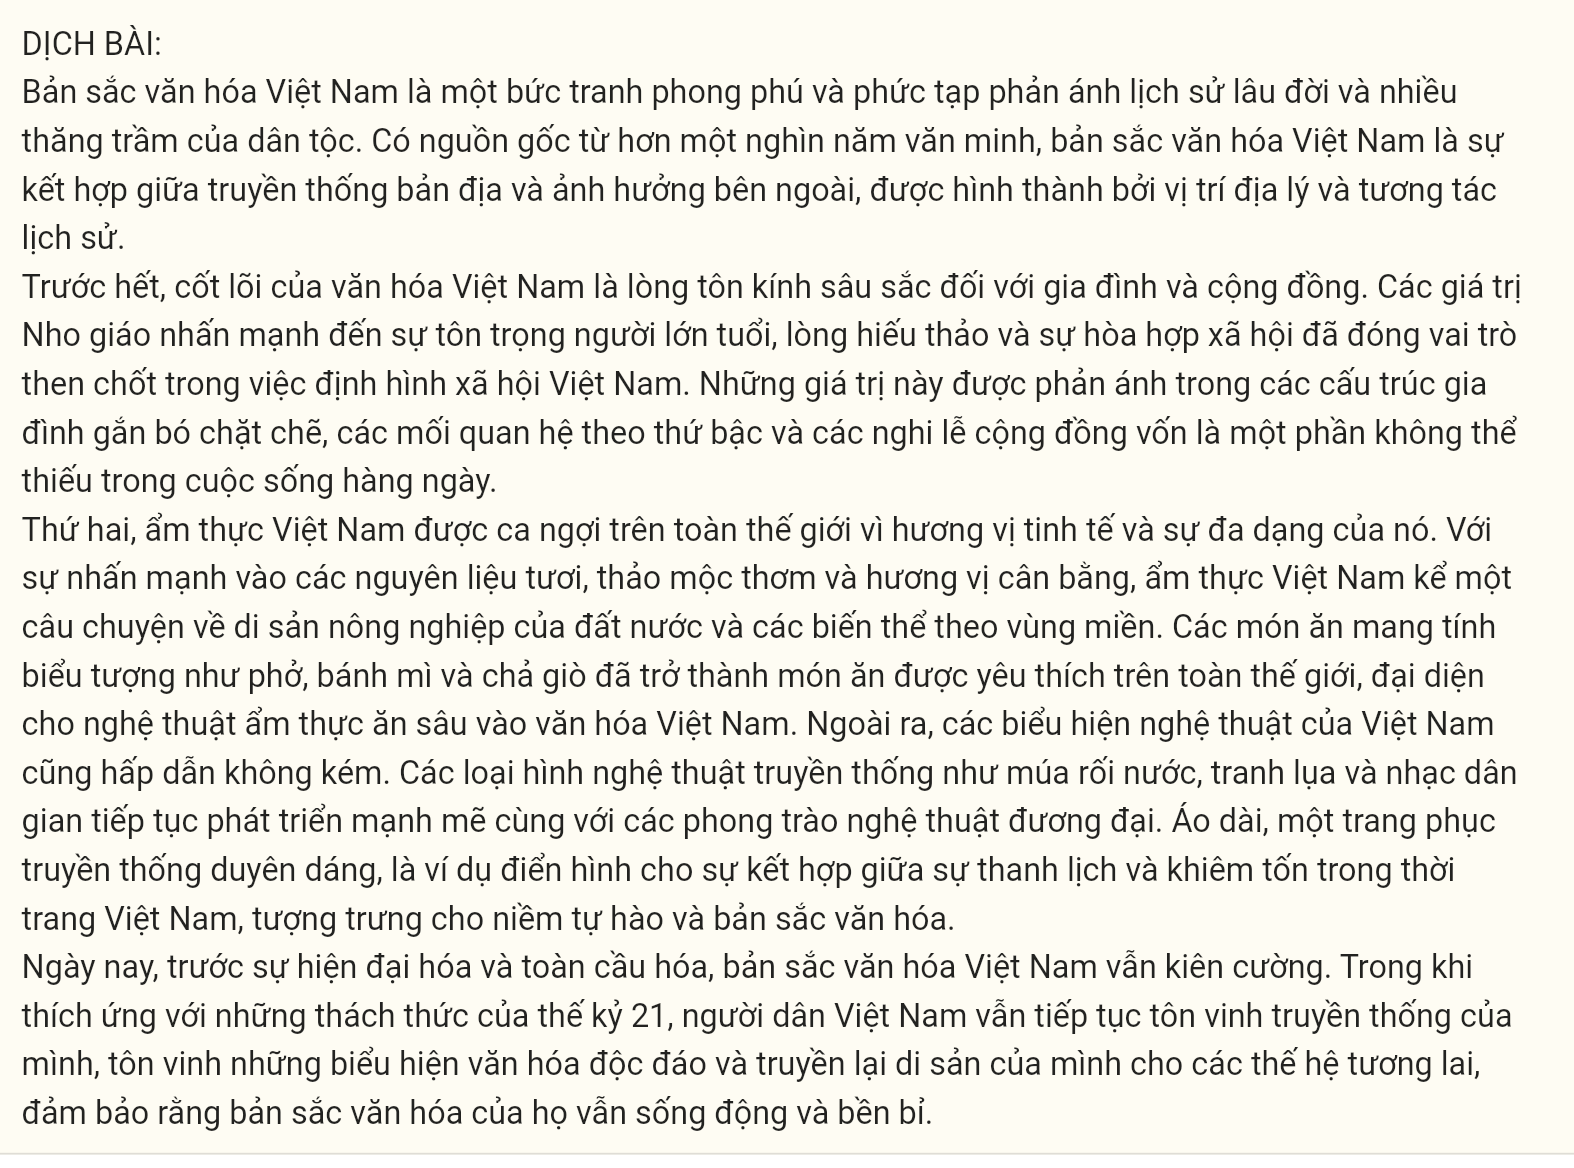 DỊCH BÀI:
Bản sắc văn hóa Việt Nam là một bức tranh phong phú và phức tạp phản ánh lịch sử lâu đời và nhiều
thăng trầm của dân tộc. Có nguồn gốc từ hơn một nghìn năm văn minh, bản sắc văn hóa Việt Nam là sự
kết hợp giữa truyền thống bản địa và ảnh hưởng bên ngoài, được hình thành bởi vị trí địa lý và tương tác
lịch sử.
Trước hết, cốt lõi của văn hóa Việt Nam là lòng tôn kính sâu sắc đối với gia đình và cộng đồng. Các giá trị
Nho giáo nhấn mạnh đến sự tôn trọng người lớn tuổi, lòng hiếu thảo và sự hòa hợp xã hội đã đóng vai trò
then chốt trong việc định hình xã hội Việt Nam. Những giá trị này được phản ánh trong các cấu trúc gia
đình gắn bó chặt chẽ, các mối quan hệ theo thứ bậc và các nghi lễ cộng đồng vốn là một phần không thể
thiếu trong cuộc sống hàng ngày.
Thứ hai, ẩm thực Việt Nam được ca ngợi trên toàn thế giới vì hương vị tinh tế và sự đa dạng của nó. Với
sự nhấn mạnh vào các nguyên liệu tươi, thảo mộc thơm và hương vị cân bằng, ẩm thực Việt Nam kể một
câu chuyện về di sản nông nghiệp của đất nước và các biến thể theo vùng miền. Các món ăn mang tính
biểu tượng như phở, bánh mì và chả giò đã trở thành món ăn được yêu thích trên toàn thế giới, đại diện
cho nghệ thuật ẩm thực ăn sâu vào văn hóa Việt Nam. Ngoài ra, các biểu hiện nghệ thuật của Việt Nam
cũng hấp dẫn không kém. Các loại hình nghệ thuật truyền thống như múa rối nước, tranh lụa và nhạc dân
gian tiếp tục phát triển mạnh mẽ cùng với các phong trào nghệ thuật đương đại. Áo dài, một trang phục
truyền thống duyên dáng, là ví dụ điển hình cho sự kết hợp giữa sự thanh lịch và khiêm tốn trong thời
trang Việt Nam, tượng trưng cho niềm tự hào và bản sắc văn hóa.
Ngày nay, trước sự hiện đại hóa và toàn cầu hóa, bản sắc văn hóa Việt Nam vẫn kiên cường. Trong khi
thích ứng với những thách thức của thế kỷ 21, người dân Việt Nam vẫn tiếp tục tôn vinh truyền thống của
mình, tôn vinh những biểu hiện văn hóa độc đáo và truyền lại di sản của mình cho các thế hệ tương lai,
đảm bảo rằng bản sắc văn hóa của họ vẫn sống động và bền bỉ.